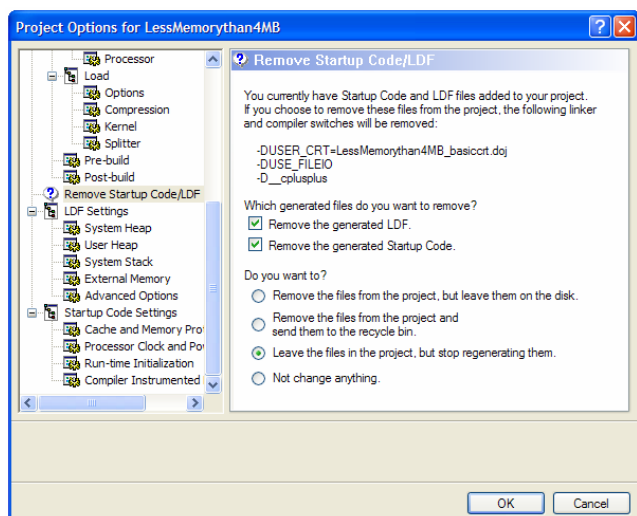 Project Options for LessMemorythan4MB
Processor
Load
Options
Compression
Kernel
Splitter
Pre-build
Post-build
Remove Startup Code/LDF
LDF Settings
System Heap
User Heap
System Stack
External Memory
Advanced Options
Startup Code Settings
Cache and Memory Pro
Processor Clock and Po
Run-time Initialization
Compiler Instrumented
Remove Startup Code/LDF
You currently have Startup Code and LDF files added to your project.
If you choose to remove these files from the project, the following linker
and compiler switches will be removed:
-DUSER_CRT=LessMemorythan4MB_basiccrt.doj
-DUSE_FILEIO
-D__cplusplus
Which generated files do you want to remove?
Remove the generated LDF.
Remove the generated Startup Code.
Do you want to?
Remove the files from the project, but leave them on the disk.
Remove the files from the project and
send them to the recycle bin.
Leave the files in the project, but stop regenerating them.
Not change anything.
OK
Cancel